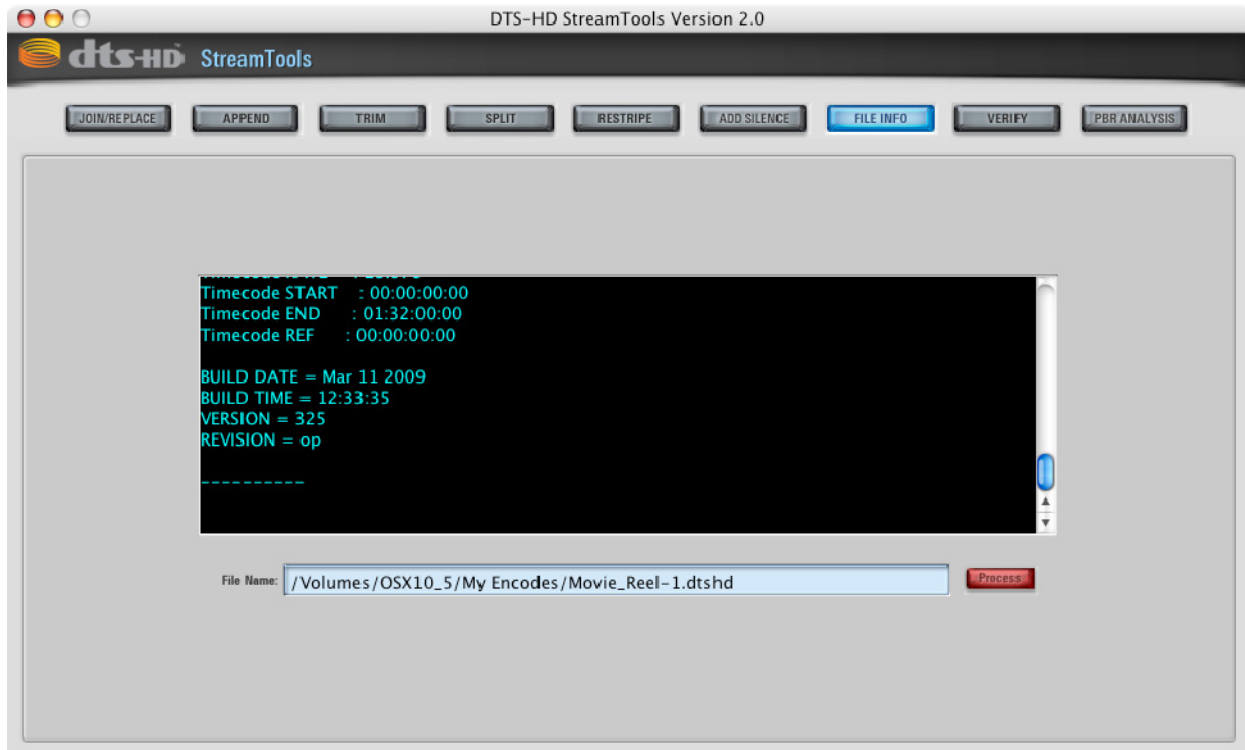 DTS-HD StreamTools Version 2.0
dts-HD StreamTools
JOIN/REPLACE APPEND TRIM SPLIT RESTRIPE ADD SILENCE FILE INFO VERIFY PBR ANALYSIS
Timecode START : 00:00:00:00
Timecode END : 01:32:00:00
Timecode REF : 00:00:00:00
BUILD DATE = Mar 11 2009
BUILD TIME = 12:33:35
VERSION = 325
REVISION = op
----------
File Name: /Volumes/OSX10_5/My Encodes/Movie_Reel-1.dtshd Process